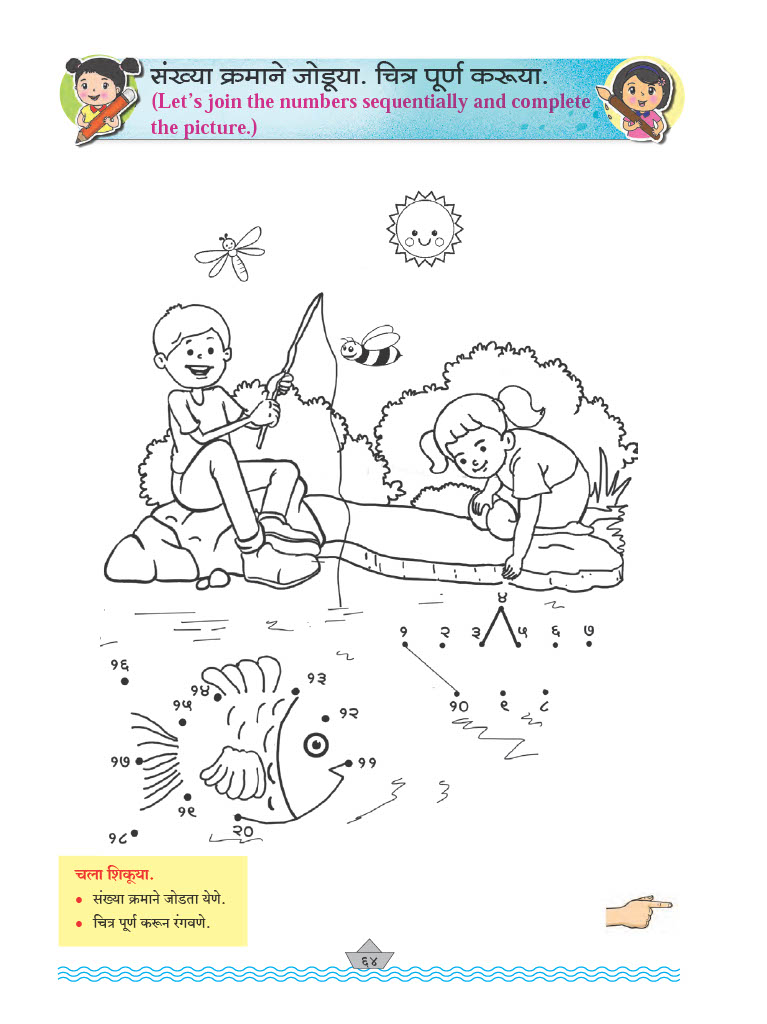 संख्या क्रमाने जोडूया. चित्र पूर्ण करूया.
(Let's join the numbers sequentially and complete
the picture.)
४
१ २ ३ ५ ६ ७
१० ९ ८
१६
१४ १३
१५ १२
१७ ११
१९
१८ २०
चला शिकूया.
• संख्या क्रमाने जोडता येणे.
• चित्र पूर्ण करून रंगवणे.
६४